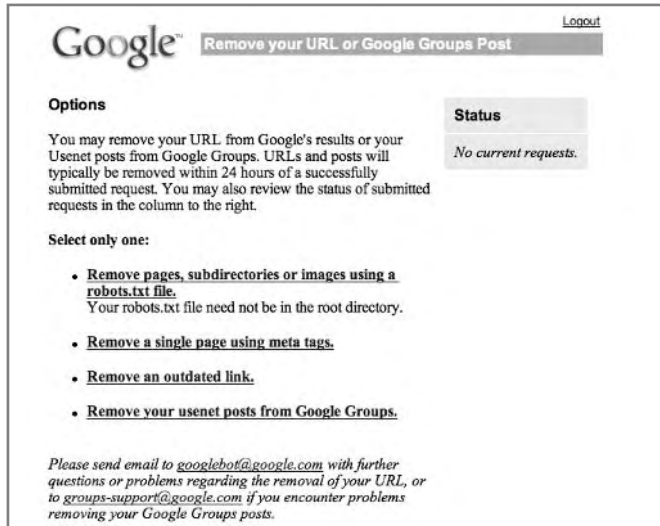 Logout
Google™ Remove your URL or Google Groups Post
Options
You may remove your URL from Google's results or your
Usenet posts from Google Groups. URLs and posts will
typically be removed within 24 hours of a successfully
submitted request. You may also review the status of submitted
requests in the column to the right.
Status
No current requests.
Select only one:
• Remove pages, subdirectories or images using a
robots.txt file.
Your robots.txt file need not be in the root directory.
• Remove a single page using meta tags.
• Remove an outdated link.
• Remove your usenet posts from Google Groups.
Please send email to googlebot@google.com with further
questions or problems regarding the removal of your URL, or
to groups-support@google.com if you encounter problems
removing your Google Groups posts.